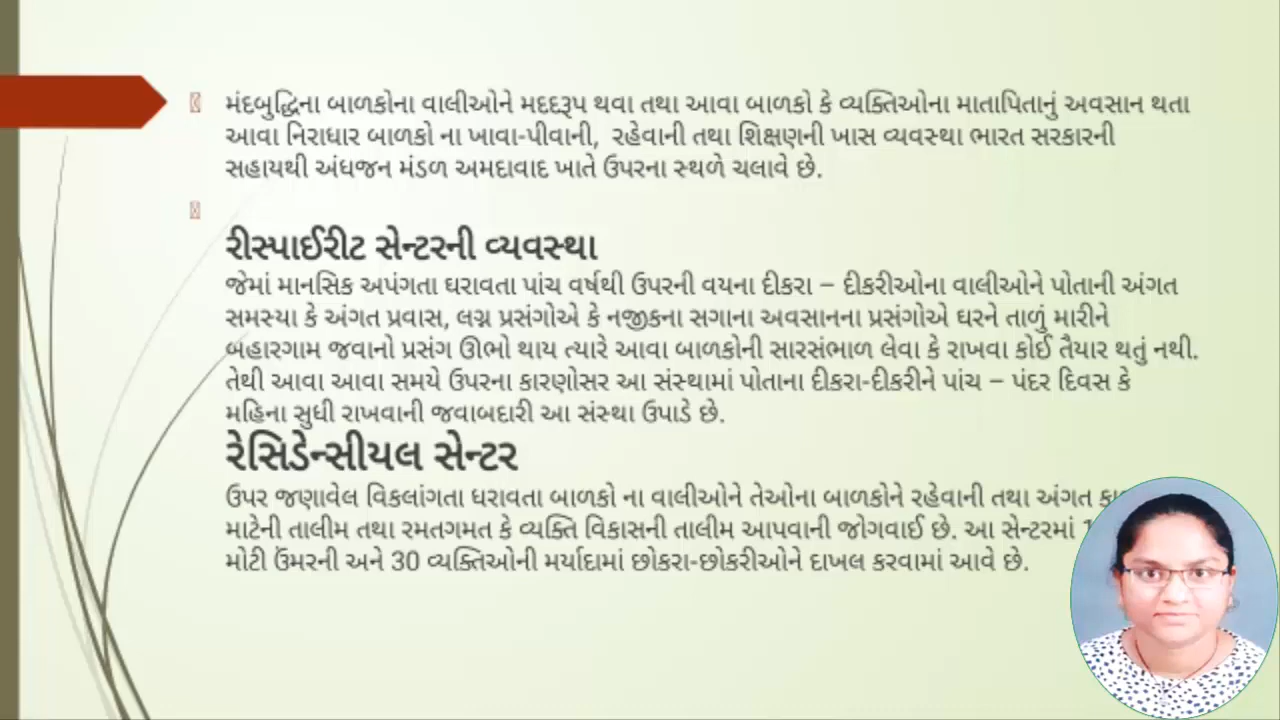 મંદબુદ્ધિના બાળકોના વાલીઓને મદદરૂપ થવા તથા આવા બાળકો કે વ્યક્તિઓના માતાપિતાનું અવસાન થતા
આવા નિરાધાર બાળકો ના ખાવા-પીવાની, રહેવાની તથા શિક્ષણની ખાસ વ્યવસ્થા ભારત સરકારની
સહાયથી અંધજન મંડળ અમદાવાદ ખાતે ઉપરના સ્થળે ચલાવે છે.
રીસ્પાઈરીટ સેન્ટરની વ્યવસ્થા
જેમાં માનસિક અપંગતા ઘરાવતા પાંચ વર્ષથી ઉપરની વયના દીકરા – દીકરીઓના વાલીઓને પોતાની અંગત
સમસ્યા કે અંગત પ્રવાસ, લગ્ન પ્રસંગોએ કે નજીકના સગાના અવસાનના પ્રસંગોએ ઘરને તાળું મારીને
બહારગામ જવાનો પ્રસંગ ઊભો થાય ત્યારે આવા બાળકોની સારસંભાળ લેવા કે રાખવા કોઈ તૈયાર થતું નથી.
તેથી આવા આવા સમયે ઉપરના કારણોસર આ સંસ્થામાં પોતાના દીકરા-દીકરીને પાંચ – પંદર દિવસ કે
મહિના સુધી રાખવાની જવાબદારી આ સંસ્થા ઉપાડે છે.
રેસિડેન્સીયલ સેન્ટર
ઉપર જણાવેલ વિકલાંગતા ધરાવતા બાળકો ના વાલીઓને તેઓના બાળકોને રહેવાની તથા અંગત
માટેની તાલીમ તથા રમતગમત કે વ્યક્તિ વિકાસની તાલીમ આપવાની જોગવાઈ છે. આ સેન્ટરમાં
મોટી ઉંમરની અને 30 વ્યક્તિઓની મર્યાદામાં છોકરા-છોકરીઓને દાખલ કરવામાં આવે છે.